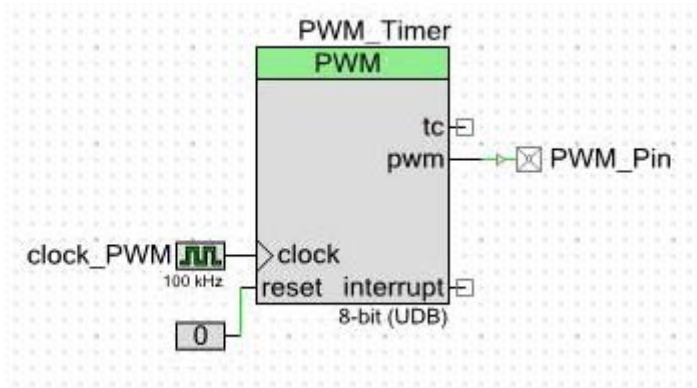 PWM_Timer
PWM
tc
pwm
PWM_Pin
clock_PWM
clock
100 kHz
reset interrupt
8-bit (UDB)
0